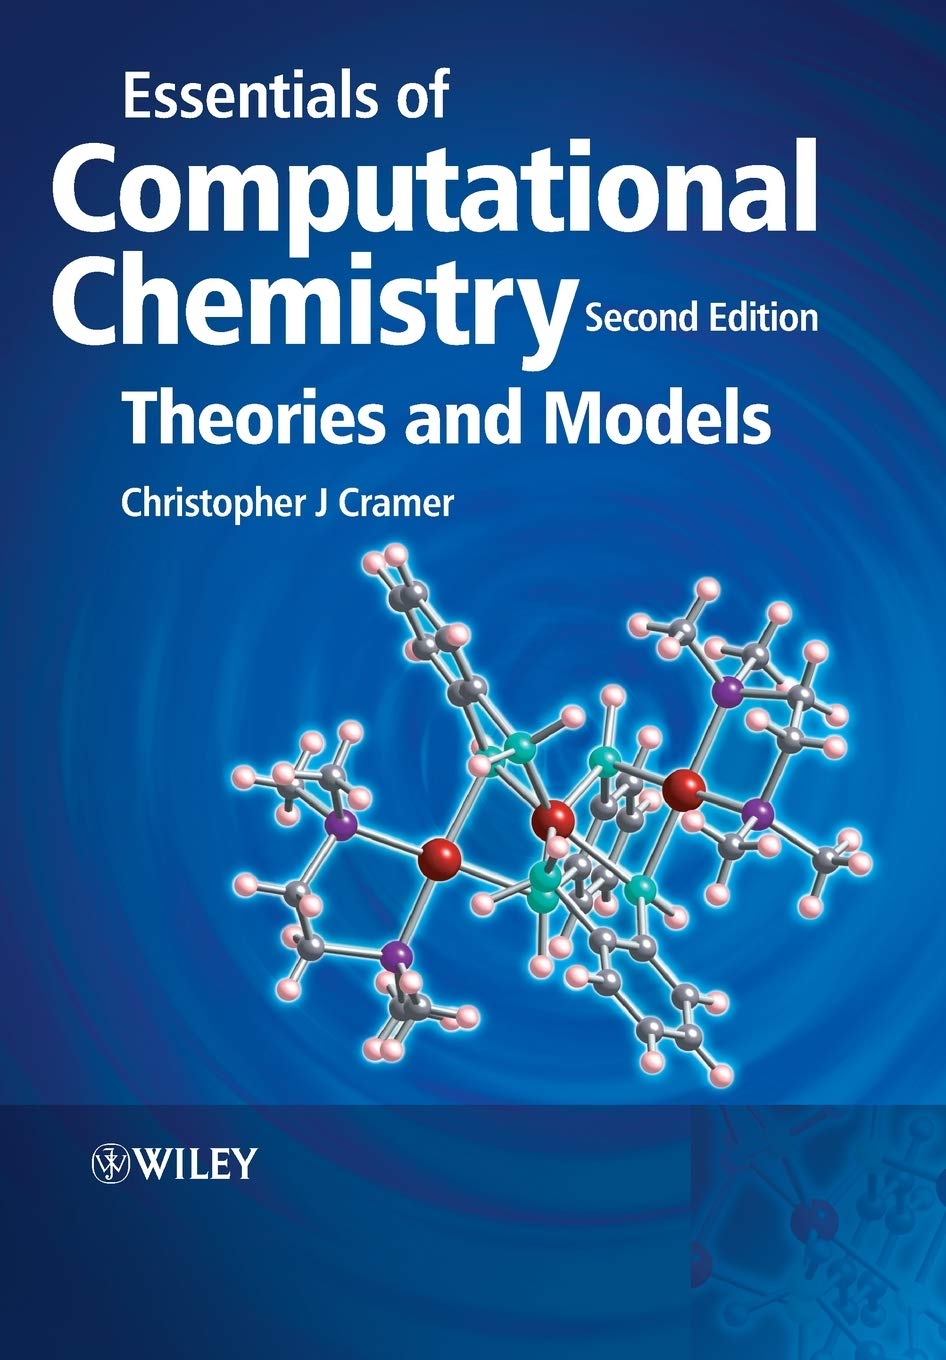 Essentials of
Computational
Chemistry Second Edition
Theories and Models
Christopher J Cramer
WILEY